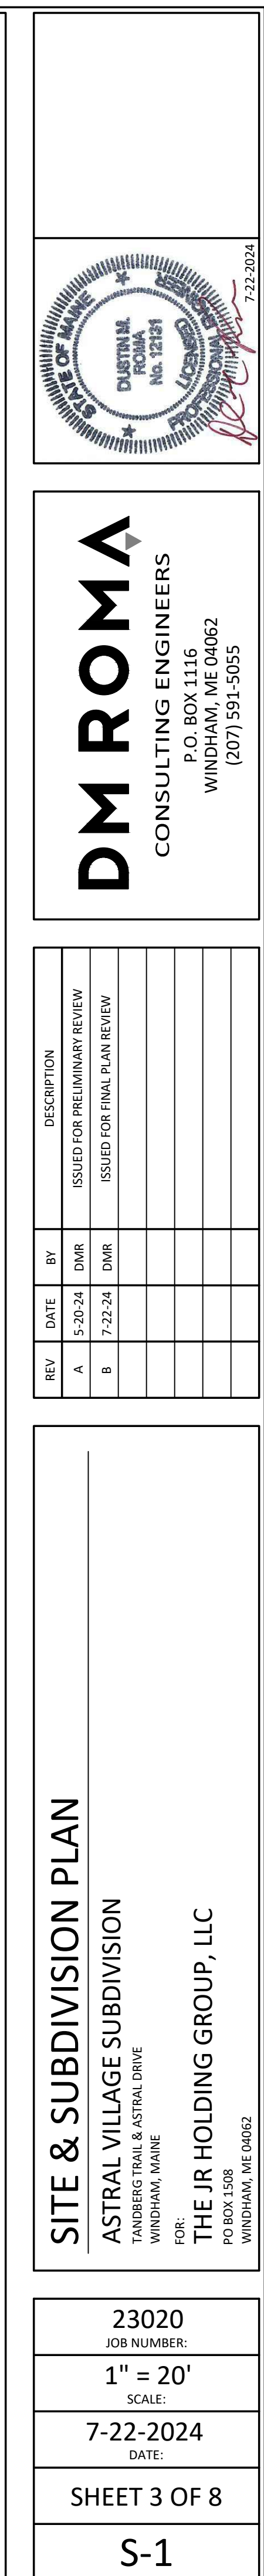 STATE OF MAINE
DUSTIN M.
ROMA
No. 12131
LICENSED
PROFESSIONAL ENGINEER
7-22-2024
DM ROMA
CONSULTING ENGINEERS
P.O. BOX 1116
WINDHAM, ME 04062
(207) 591-5055
REV DATE BY DESCRIPTION
A 5-20-24 DMR ISSUED FOR PRELIMINARY REVIEW
B 7-22-24 DMR ISSUED FOR FINAL PLAN REVIEW
SITE & SUBDIVISION PLAN
ASTRAL VILLAGE SUBDIVISION
TANDBERG TRAIL & ASTRAL DRIVE
WINDHAM, MAINE
FOR:
THE JR HOLDING GROUP, LLC
PO BOX 1508
WINDHAM, ME 04062
23020
JOB NUMBER:
1" = 20'
SCALE:
7-22-2024
DATE:
SHEET 3 OF 8
S-1